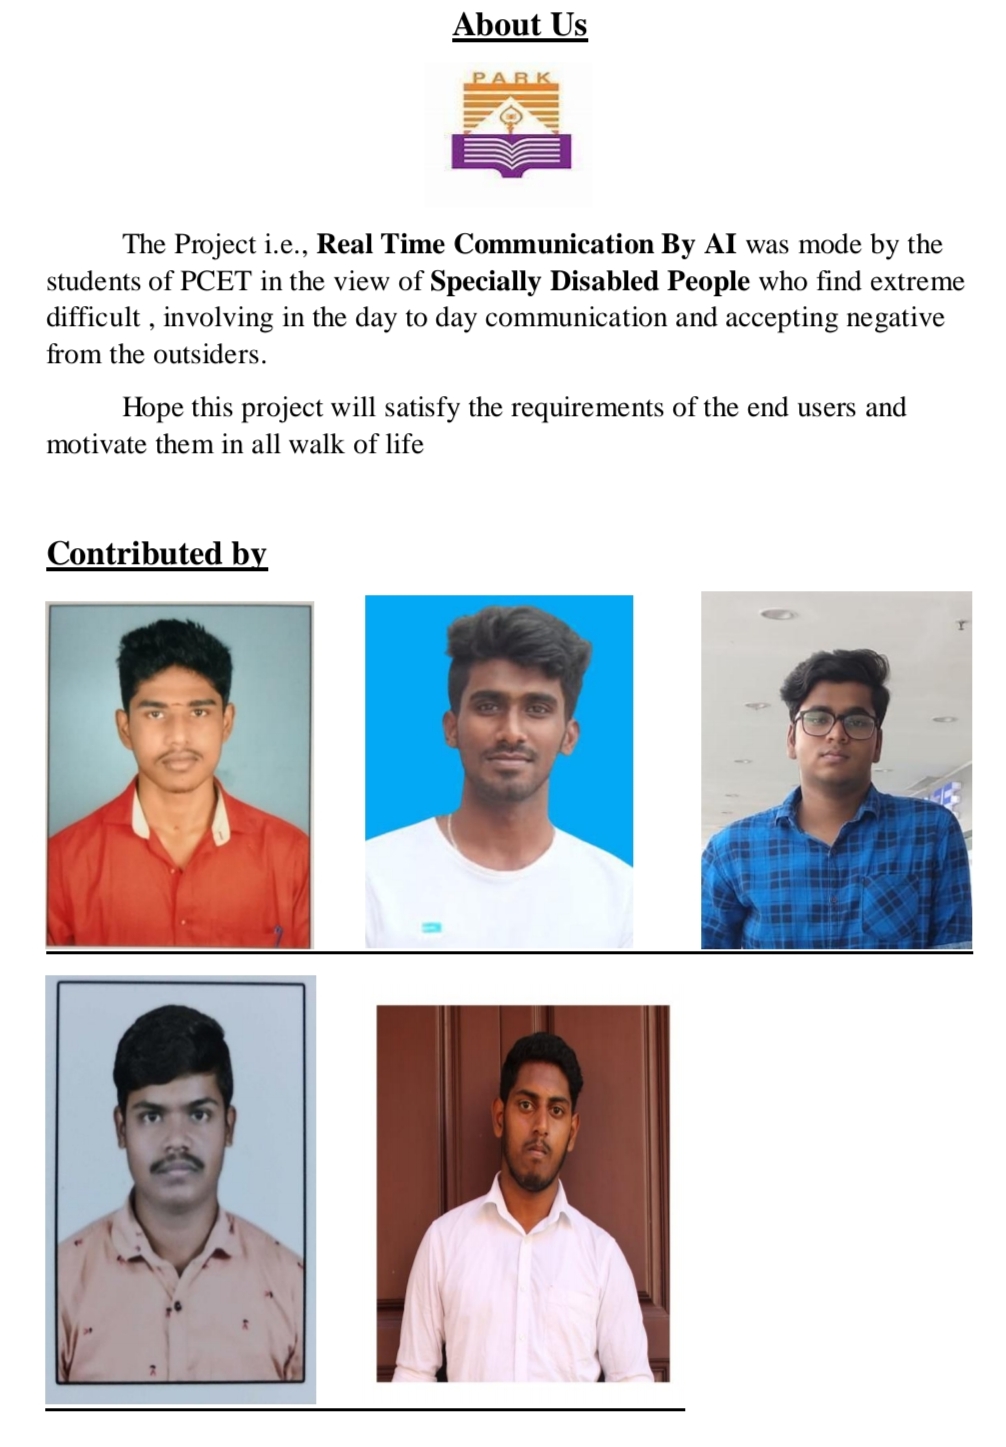 About Us
PARK
The Project i.e., Real Time Communication By AI was mode by the
students of PCET in the view of Specially Disabled People who find extreme
difficult , involving in the day to day communication and accepting negative
from the outsiders.
Hope this project will satisfy the requirements of the end users and
motivate them in all walk of life
Contributed by